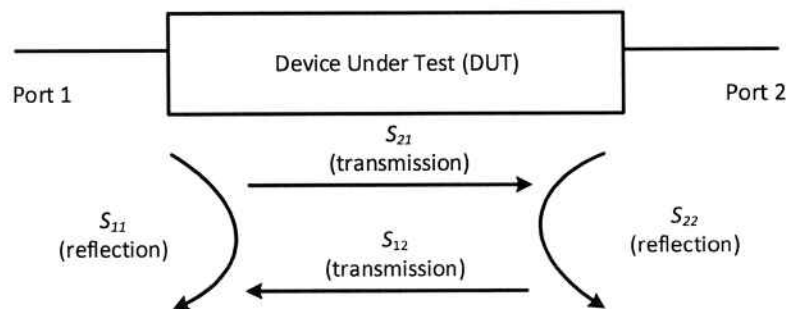 Device Under Test (DUT)
Port 1
Port 2
S21
(transmission)
S11
(reflection)
S22
(reflection)
S12
(transmission)